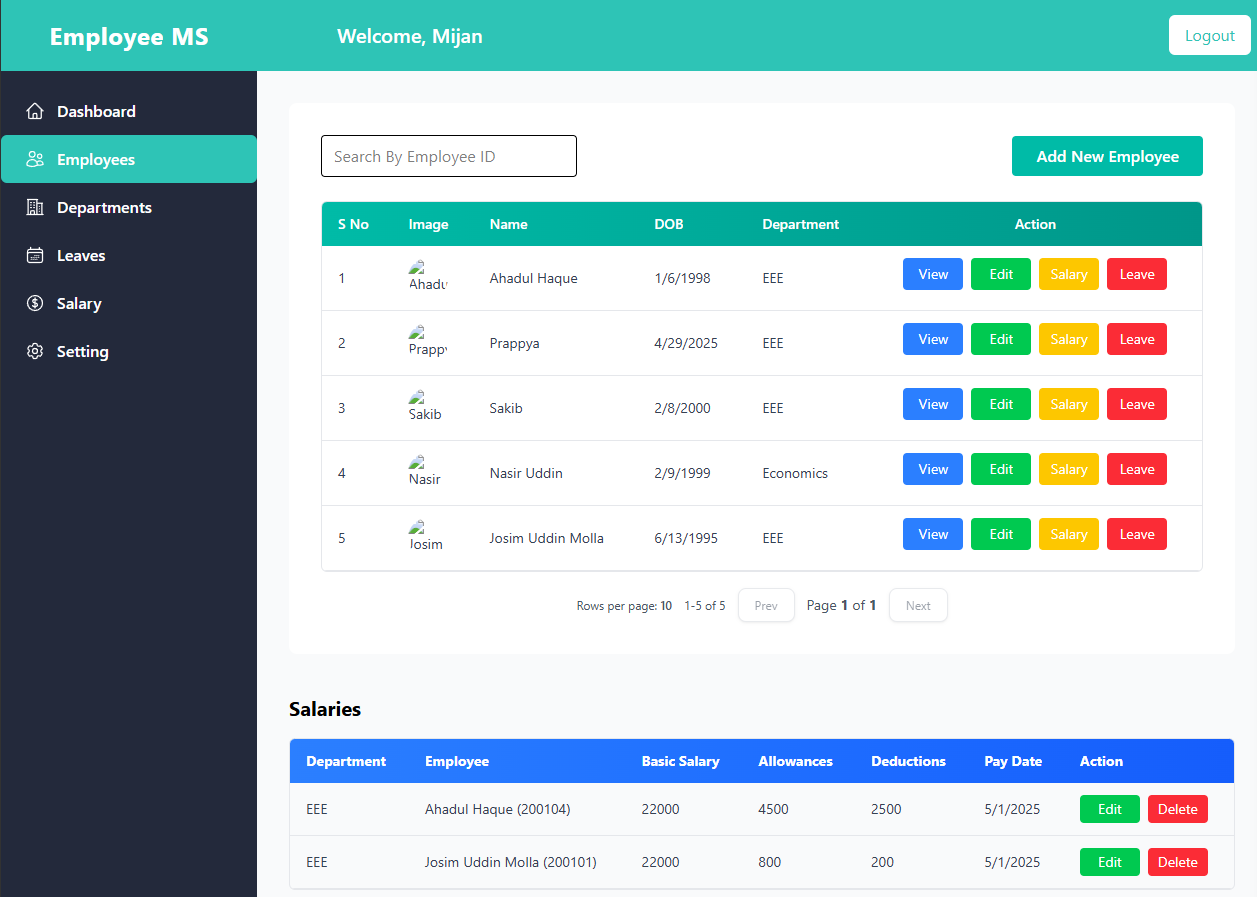 Employee MS
Welcome, Mijan
Logout
Dashboard
Employees
Departments
Leaves
Salary
Setting
Search By Employee ID
Add New Employee
S No Image Name DOB Department Action
1 Ahadu Ahadul Haque 1/6/1998 EEE View Edit Salary Leave
2 Prappy Prappya 4/29/2025 EEE View Edit Salary Leave
3 Sakib Sakib 2/8/2000 EEE View Edit Salary Leave
4 Nasir Nasir Uddin 2/9/1999 Economics View Edit Salary Leave
5 Josim Josim Uddin Molla 6/13/1995 EEE View Edit Salary Leave
Rows per page: 10 1-5 of 5 Prev Page 1 of 1 Next
Salaries
Department Employee Basic Salary Allowances Deductions Pay Date Action
EEE Ahadul Haque (200104) 22000 4500 2500 5/1/2025 Edit Delete
EEE Josim Uddin Molla (200101) 22000 800 200 5/1/2025 Edit Delete